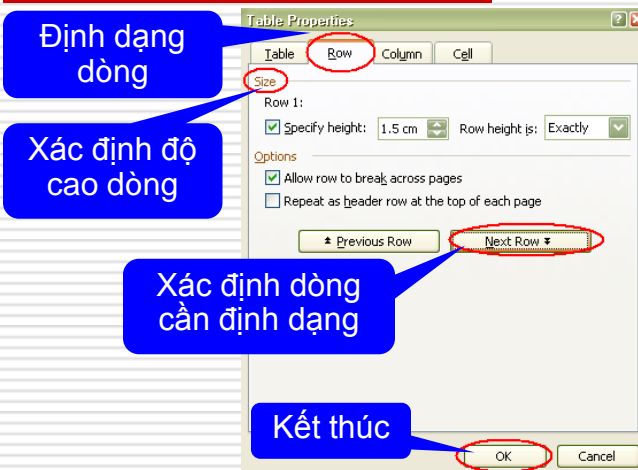 Table Properties
Định dạng
dòng
Table Row Column Cell
Size
Row 1:
Specify height: 1.5 cm Row height is: Exactly
Xác định độ
cao dòng
Options
Allow row to break across pages
Repeat as header row at the top of each page
Previous Row Next Row
Xác định dòng
cần định dạng
Kết thúc
OK Cancel